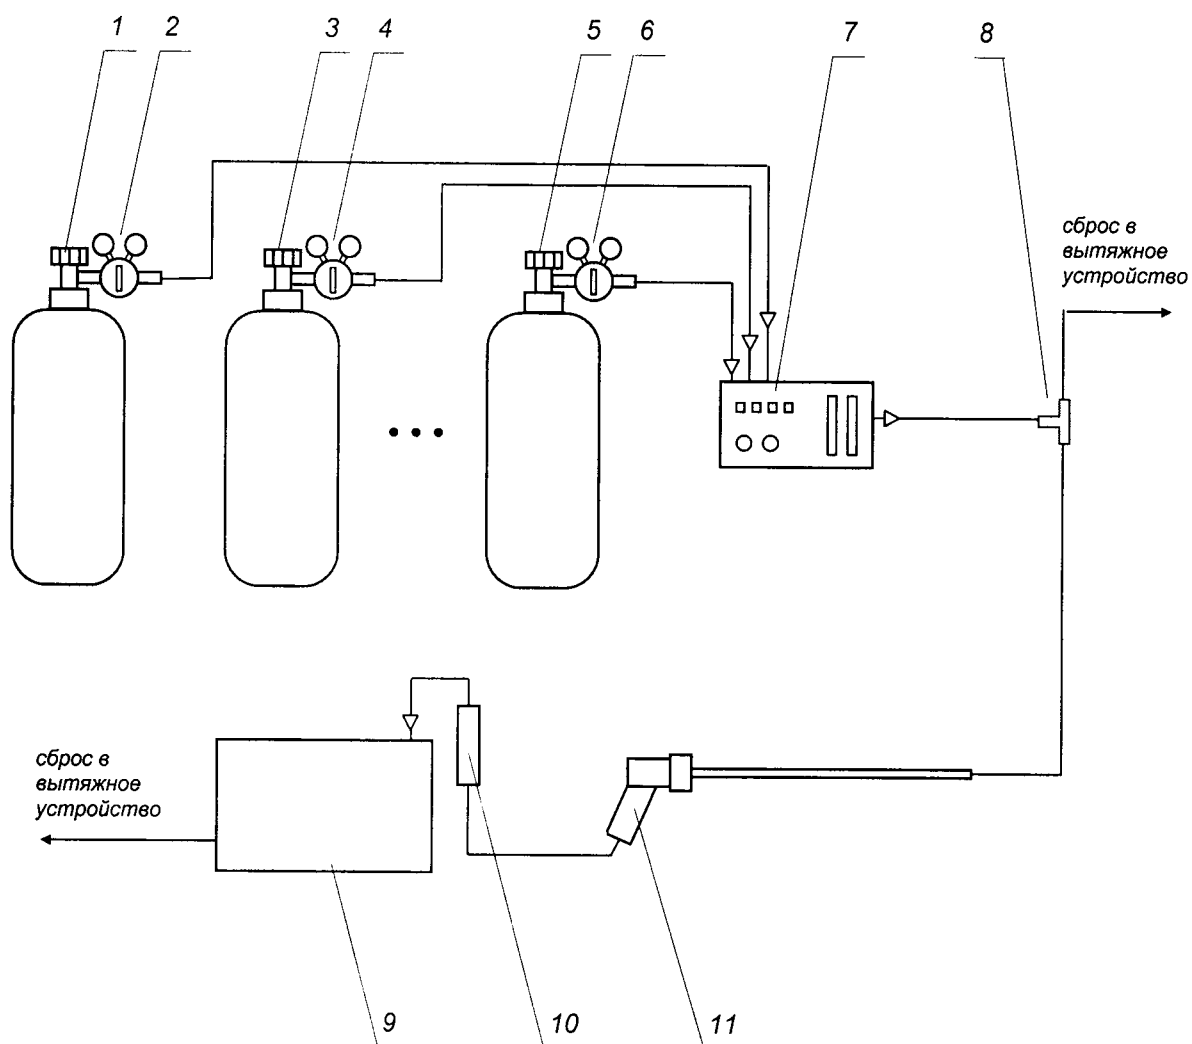 1 2 3 4 5 6 7 8
сброс в
вытяжное
устройство
сброс в
вытяжное
устройство
9 10 11